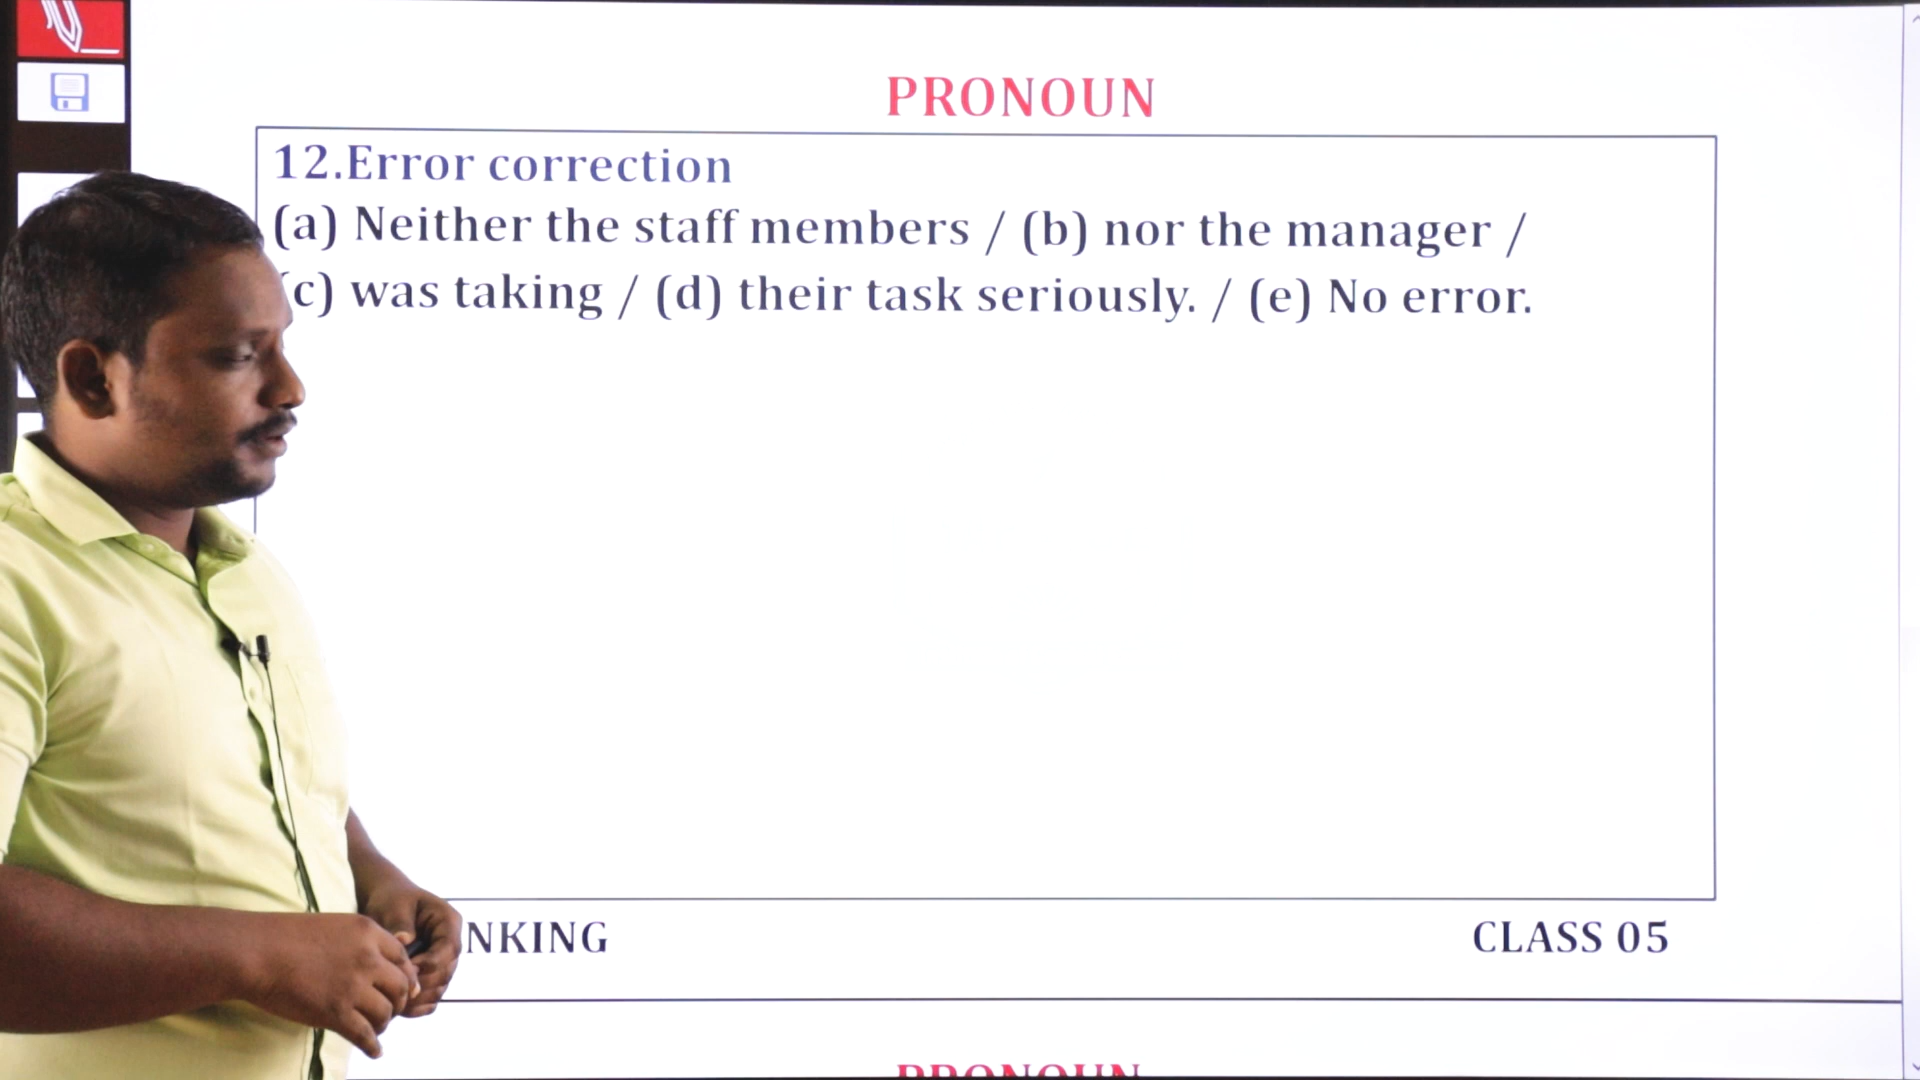 PRONOUN
12.Error correction
(a) Neither the staff members / (b) nor the manager /
(c) was taking / (d) their task seriously. / (e) No error.
NKING
CLASS 05
PRONOUN